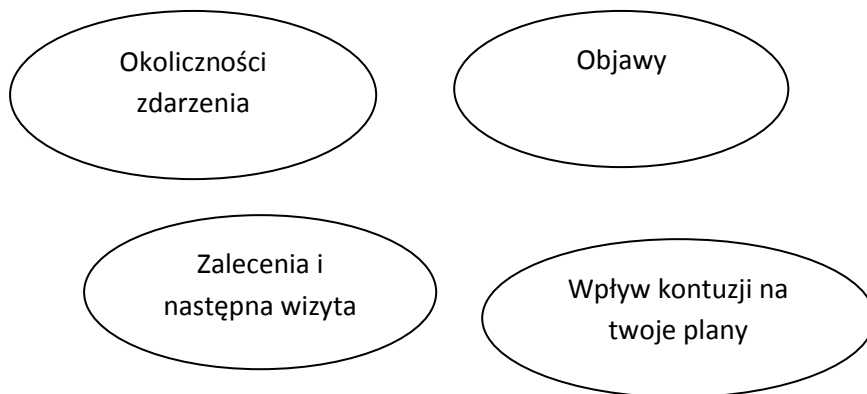 Okoliczności
zdarzenia
Objawy
Zalecenia i
następna wizyta
Wpływ kontuzji na
twoje plany